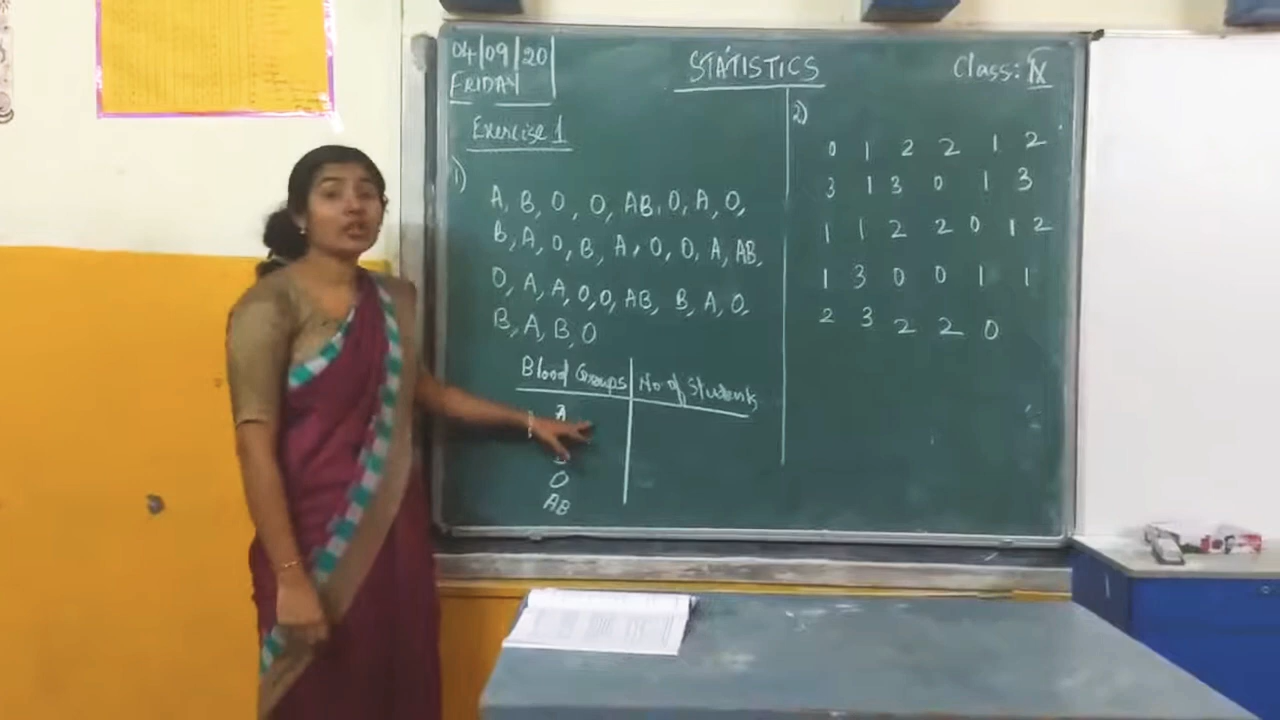 04/09/20
FRIDAY
STATISTICS
Class: IX
Exercise 1
1)
A, B, O, O, AB, O, A, O,
B, A, O, B, A, O, O, A, AB,
O, A, A, O, O, AB, B, A, O,
B, A, B, O
Blood Groups No of Students
A
O
AB
2)
0 1 2 2 1 2
3 1 3 0 1 3
1 1 2 2 0 1 2
1 3 0 0 1 1
2 3 2 2 0